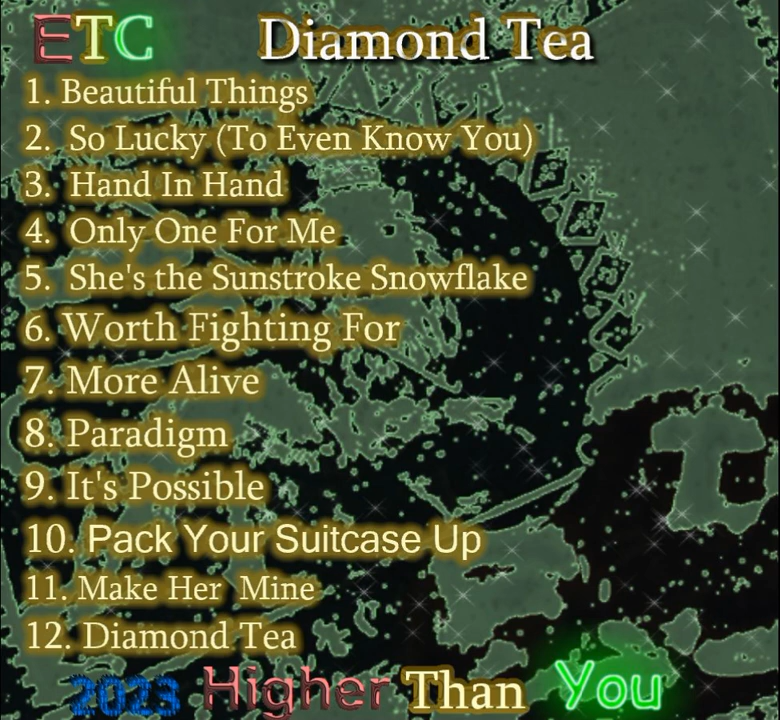 ETC Diamond Tea
1. Beautiful Things
2. So Lucky (To Even Know You)
3. Hand In Hand
4. Only One For Me
5. She's the Sunstroke Snowflake
6. Worth Fighting For
7. More Alive
8. Paradigm
9. It's Possible
10. Pack Your Suitcase Up
11. Make Her Mine
12. Diamond Tea
2023 Higher Than You